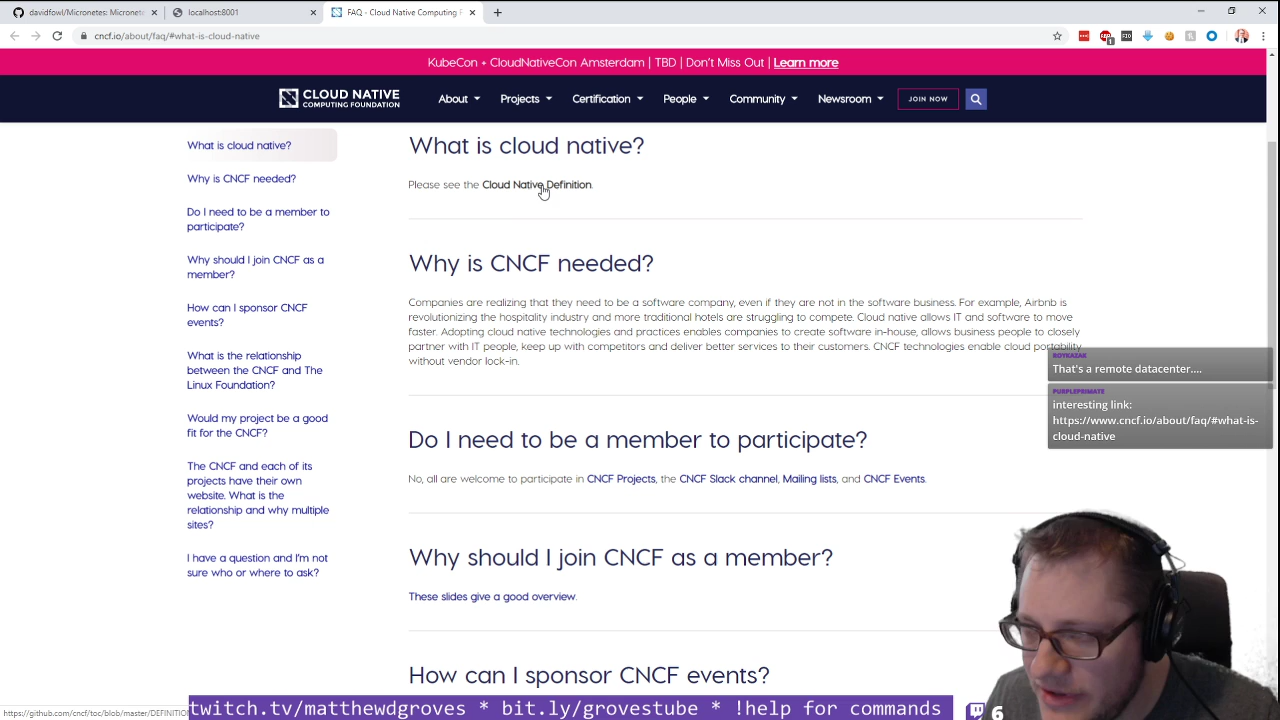 davidfowl/Micronetes: Micronete
localhost:8001
FAQ - Cloud Native Computing F
cncf.io/about/faq/#what-is-cloud-native
KubeCon + CloudNativeCon Amsterdam | TBD | Don't Miss Out | Learn more
CLOUD NATIVE
COMPUTING FOUNDATION
About
Projects
Certification
People
Community
Newsroom
JOIN NOW
What is cloud native?
Why is CNCF needed?
Do I need to be a member to
participate?
Why should I join CNCF as a
member?
How can I sponsor CNCF
events?
What is the relationship
between the CNCF and The
Linux Foundation?
Would my project be a good
fit for the CNCF?
The CNCF and each of its
projects have their own
website. What is the
relationship and why multiple
sites?
I have a question and I'm not
sure who or where to ask?
What is cloud native?
Please see the Cloud Native Definition.
Why is CNCF needed?
Companies are realizing that they need to be a software company, even if they are not in the software business. For example, Airbnb is
revolutionizing the hospitality industry and more traditional hotels are struggling to compete. Cloud native allows IT and software to move
faster. Adopting cloud native technologies and practices enables companies to create software in-house, allows business people to closely
partner with IT people, keep up with competitors and deliver better services to their customers. CNCF technologies enable cloud portability
without vendor lock-in.
Do I need to be a member to participate?
No, all are welcome to participate in CNCF Projects, the CNCF Slack channel, Mailing lists, and CNCF Events.
Why should I join CNCF as a member?
These slides give a good overview.
How can I sponsor CNCF events?
ROYKAZAK
That's a remote datacenter....
PURPLEPRIMATE
interesting link:
https://www.cncf.io/about/faq/#what-is-
cloud-native
https://github.com/cncf/toc/blob/master/DEFINITIO
twitch.tv/matthewdgroves * bit.ly/grovestube * !help for commands
6